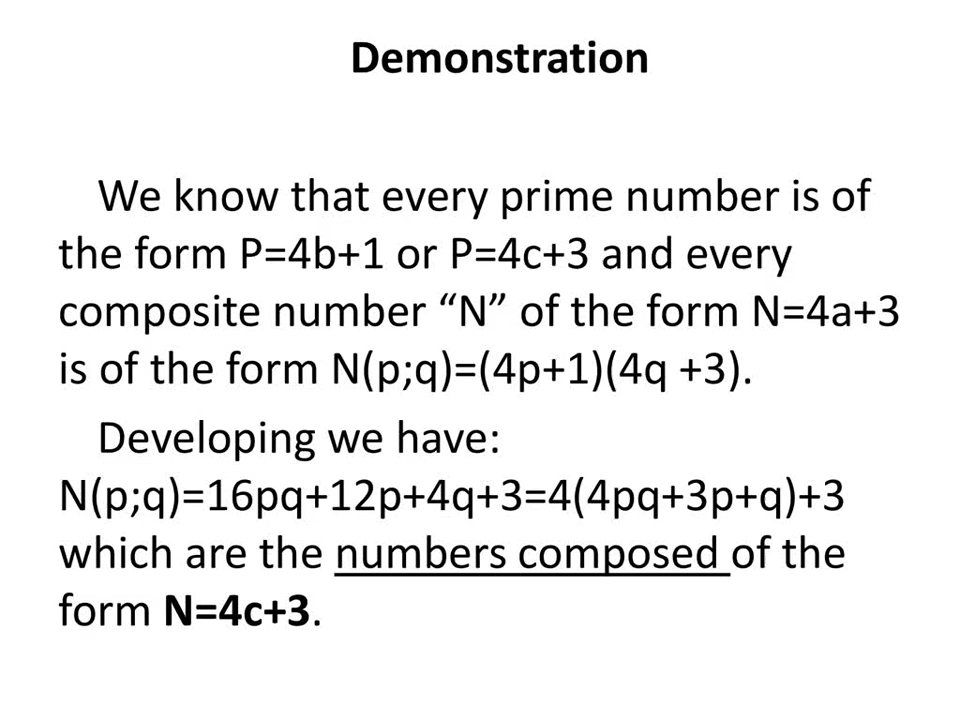 Demonstration
We know that every prime number is of
the form P=4b+1 or P=4c+3 and every
composite number “N” of the form N=4a+3
is of the form N(p;q)=(4p+1)(4q +3).
Developing we have:
N(p;q)=16pq+12p+4q+3=4(4pq+3p+q)+3
which are the numbers composed of the
form N=4c+3.